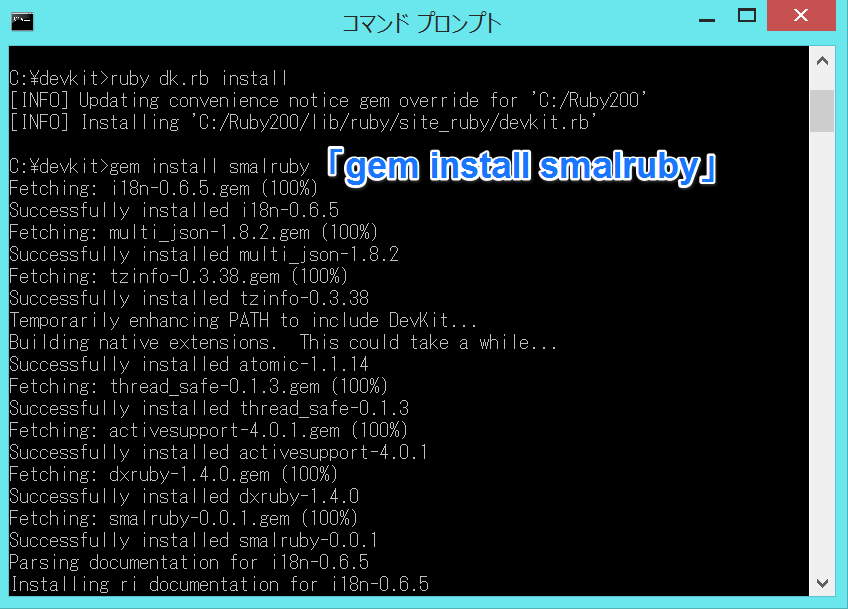 コマンド プロンプト
C:¥devkit>ruby dk.rb install
[INFO] Updating convenience notice gem override for 'C:/Ruby200'
[INFO] Installing 'C:/Ruby200/lib/ruby/site_ruby/devkit.rb'
C:¥devkit>gem install smalruby 「gem install smalruby」
Fetching: i18n-0.6.5.gem (100%)
Successfully installed i18n-0.6.5
Fetching: multi_json-1.8.2.gem (100%)
Successfully installed multi_json-1.8.2
Fetching: tzinfo-0.3.38.gem (100%)
Successfully installed tzinfo-0.3.38
Temporarily enhancing PATH to include DevKit...
Building native extensions.  This could take a while...
Successfully installed atomic-1.1.14
Fetching: thread_safe-0.1.3.gem (100%)
Successfully installed thread_safe-0.1.3
Fetching: activesupport-4.0.1.gem (100%)
Successfully installed activesupport-4.0.1
Fetching: dxruby-1.4.0.gem (100%)
Successfully installed dxruby-1.4.0
Fetching: smalruby-0.0.1.gem (100%)
Successfully installed smalruby-0.0.1
Parsing documentation for i18n-0.6.5
Installing ri documentation for i18n-0.6.5